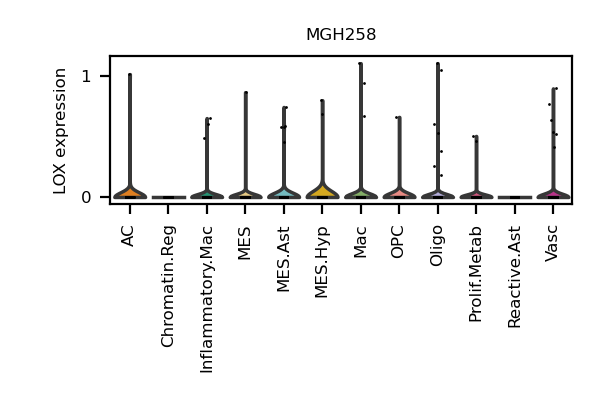 MGH258
LOX expression
1
0
AC
Chromatin.Reg
Inflammatory.Mac
MES
MES.Ast
MES.Hyp
Mac
OPC
Oligo
Prolif.Metab
Reactive.Ast
Vasc